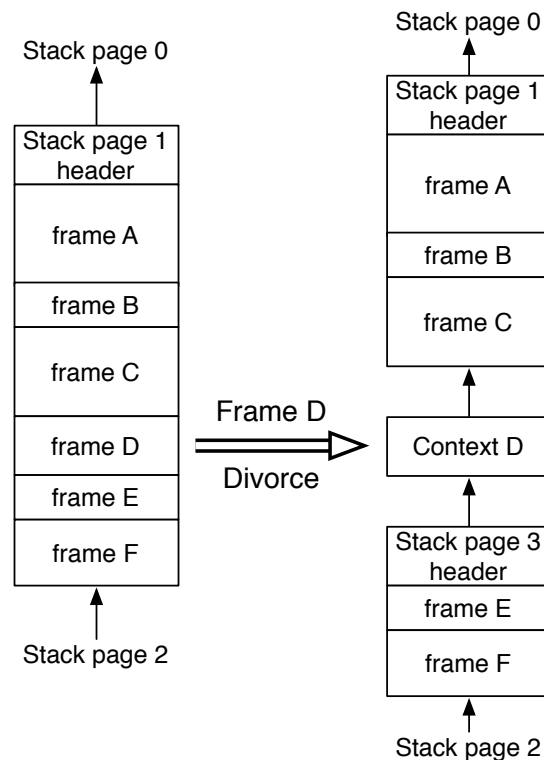 Stack page 0
Stack page 1
header
frame A
frame B
frame C
frame D
frame E
frame F
Stack page 2
Frame D
Divorce
Stack page 0
Stack page 1
header
frame A
frame B
frame C
Context D
Stack page 3
header
frame E
frame F
Stack page 2